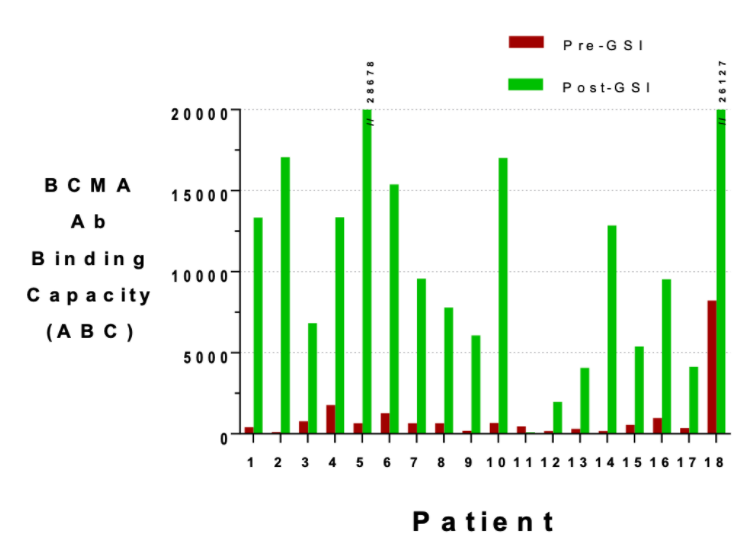 Pre-GSI
Post-GSI
// 28678
// 26127
20000
15000
10000
5000
0
BCMA
Ab
Binding
Capacity
(ABC)
1 2 3 4 5 6 7 8 9 10 11 12 13 14 15 16 17 18
Patient